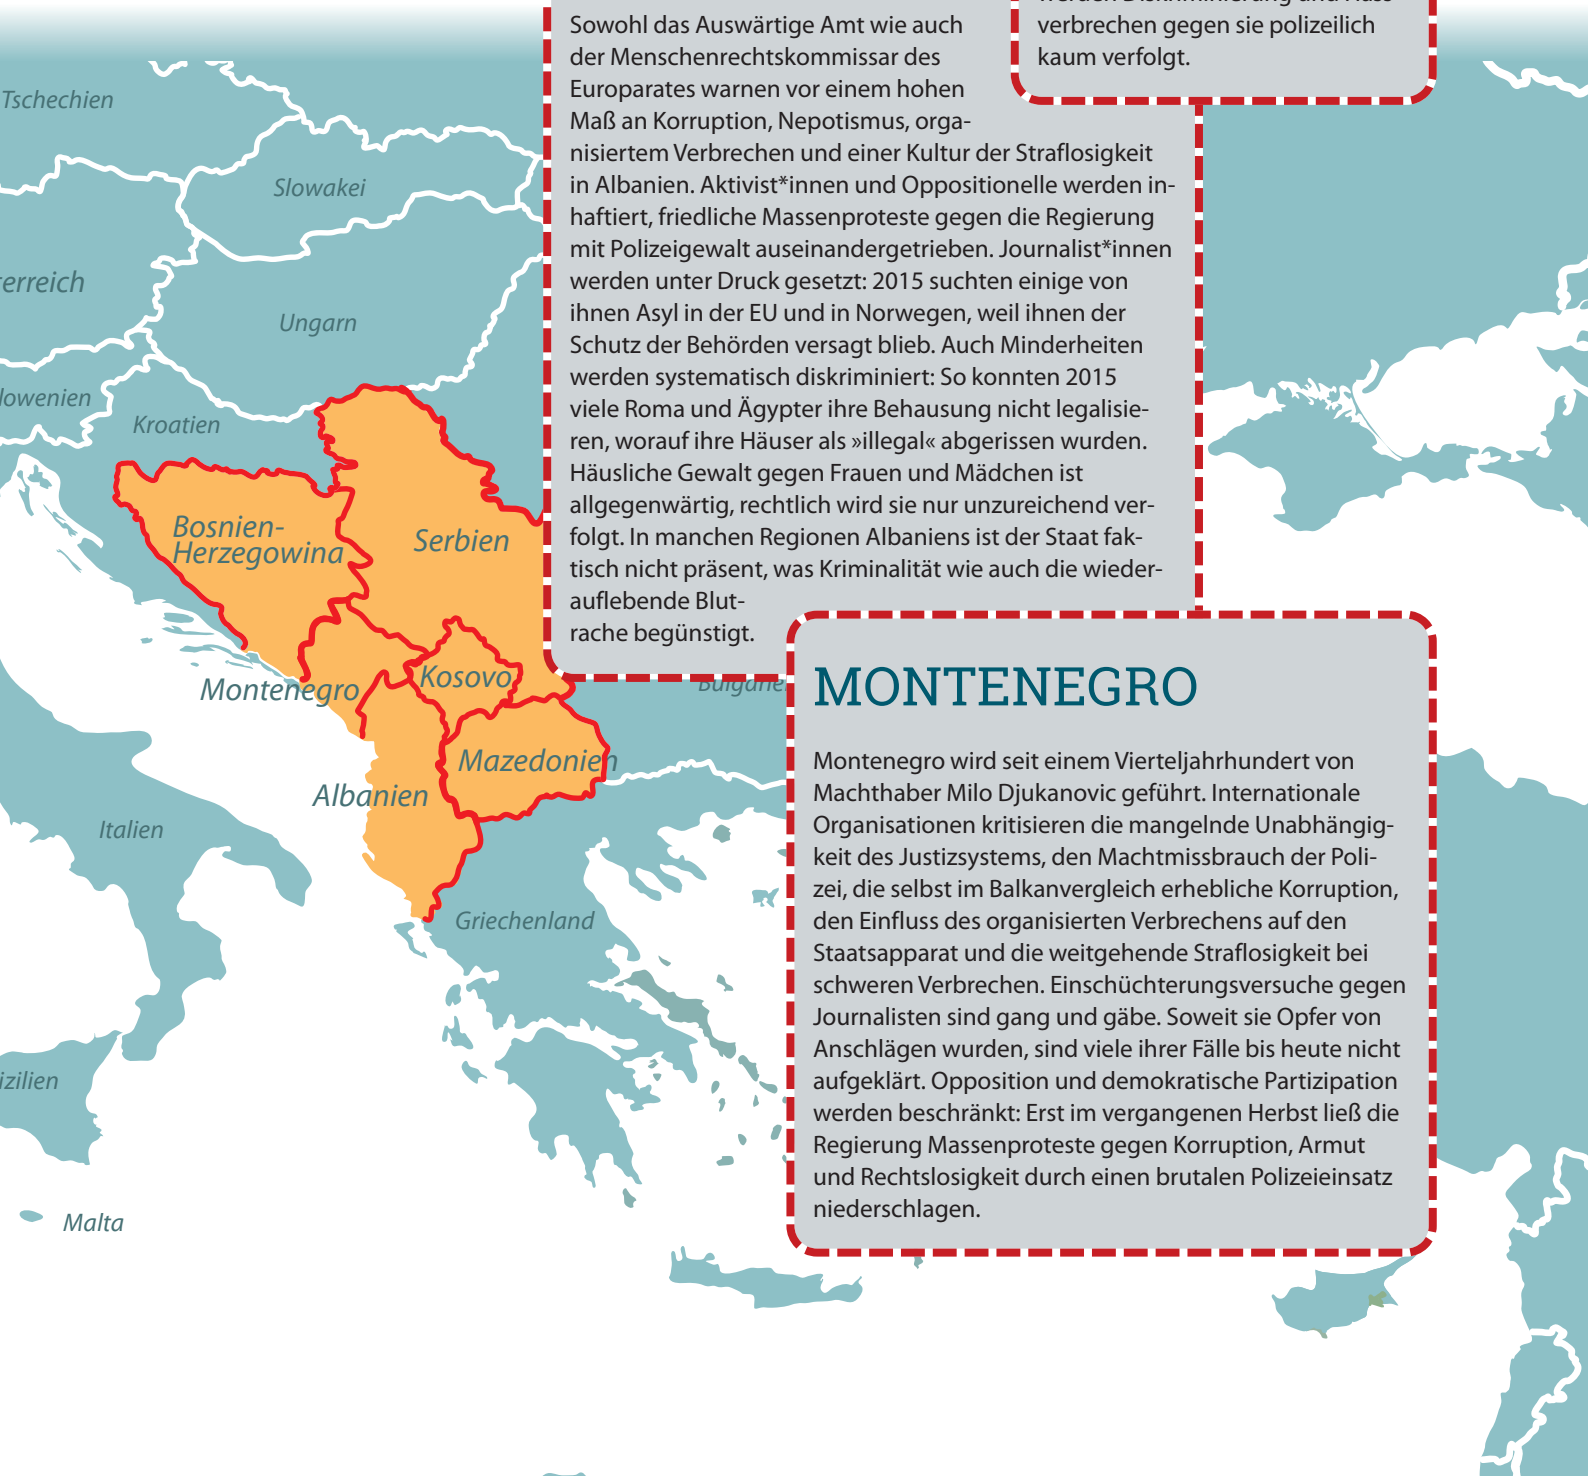 Sowohl das Auswärtige Amt wie auch
der Menschenrechtskommissar des
Europarates warnen vor einem hohen
Maß an Korruption, Nepotismus, orga-
nisiertem Verbrechen und einer Kultur der Straflosigkeit
in Albanien. Aktivist*innen und Oppositionelle werden in-
haftiert, friedliche Massenproteste gegen die Regierung
mit Polizeigewalt auseinandergetrieben. Journalist*innen
werden unter Druck gesetzt: 2015 suchten einige von
ihnen Asyl in der EU und in Norwegen, weil ihnen der
Schutz der Behörden versagt blieb. Auch Minderheiten
werden systematisch diskriminiert: So konnten 2015
viele Roma und Ägypter ihre Behausung nicht legalisie-
ren, worauf ihre Häuser als »illegal« abgerissen wurden.
Häusliche Gewalt gegen Frauen und Mädchen ist
allgegenwärtig, rechtlich wird sie nur unzureichend ver-
folgt. In manchen Regionen Albaniens ist der Staat fak-
tisch nicht präsent, was Kriminalität wie auch die wieder-
auflebende Blut-
rache begünstigt.
werden Diskriminierung und Hass-
verbrechen gegen sie polizeilich
kaum verfolgt.
MONTENEGRO
Montenegro wird seit einem Vierteljahrhundert von
Machthaber Milo Djukanovic geführt. Internationale
Organisationen kritisieren die mangelnde Unabhängig-
keit des Justizsystems, den Machtmissbrauch der Poli-
zei, die selbst im Balkanvergleich erhebliche Korruption,
den Einfluss des organisierten Verbrechens auf den
Staatsapparat und die weitgehende Straflosigkeit bei
schweren Verbrechen. Einschüchterungsversuche gegen
Journalisten sind gang und gäbe. Soweit sie Opfer von
Anschlägen wurden, sind viele ihrer Fälle bis heute nicht
aufgeklärt. Opposition und demokratische Partizipation
werden beschränkt: Erst im vergangenen Herbst ließ die
Regierung Massenproteste gegen Korruption, Armut
und Rechtslosigkeit durch einen brutalen Polizeieinsatz
niederschlagen.
Tschechien
Slowakei
erreich
Ungarn
lowenien
Kroatien
Bosnien-
Herzegowina
Serbien
Montenegro
Kosovo
Mazedonien
Albanien
Italien
Griechenland
izilien
Malta